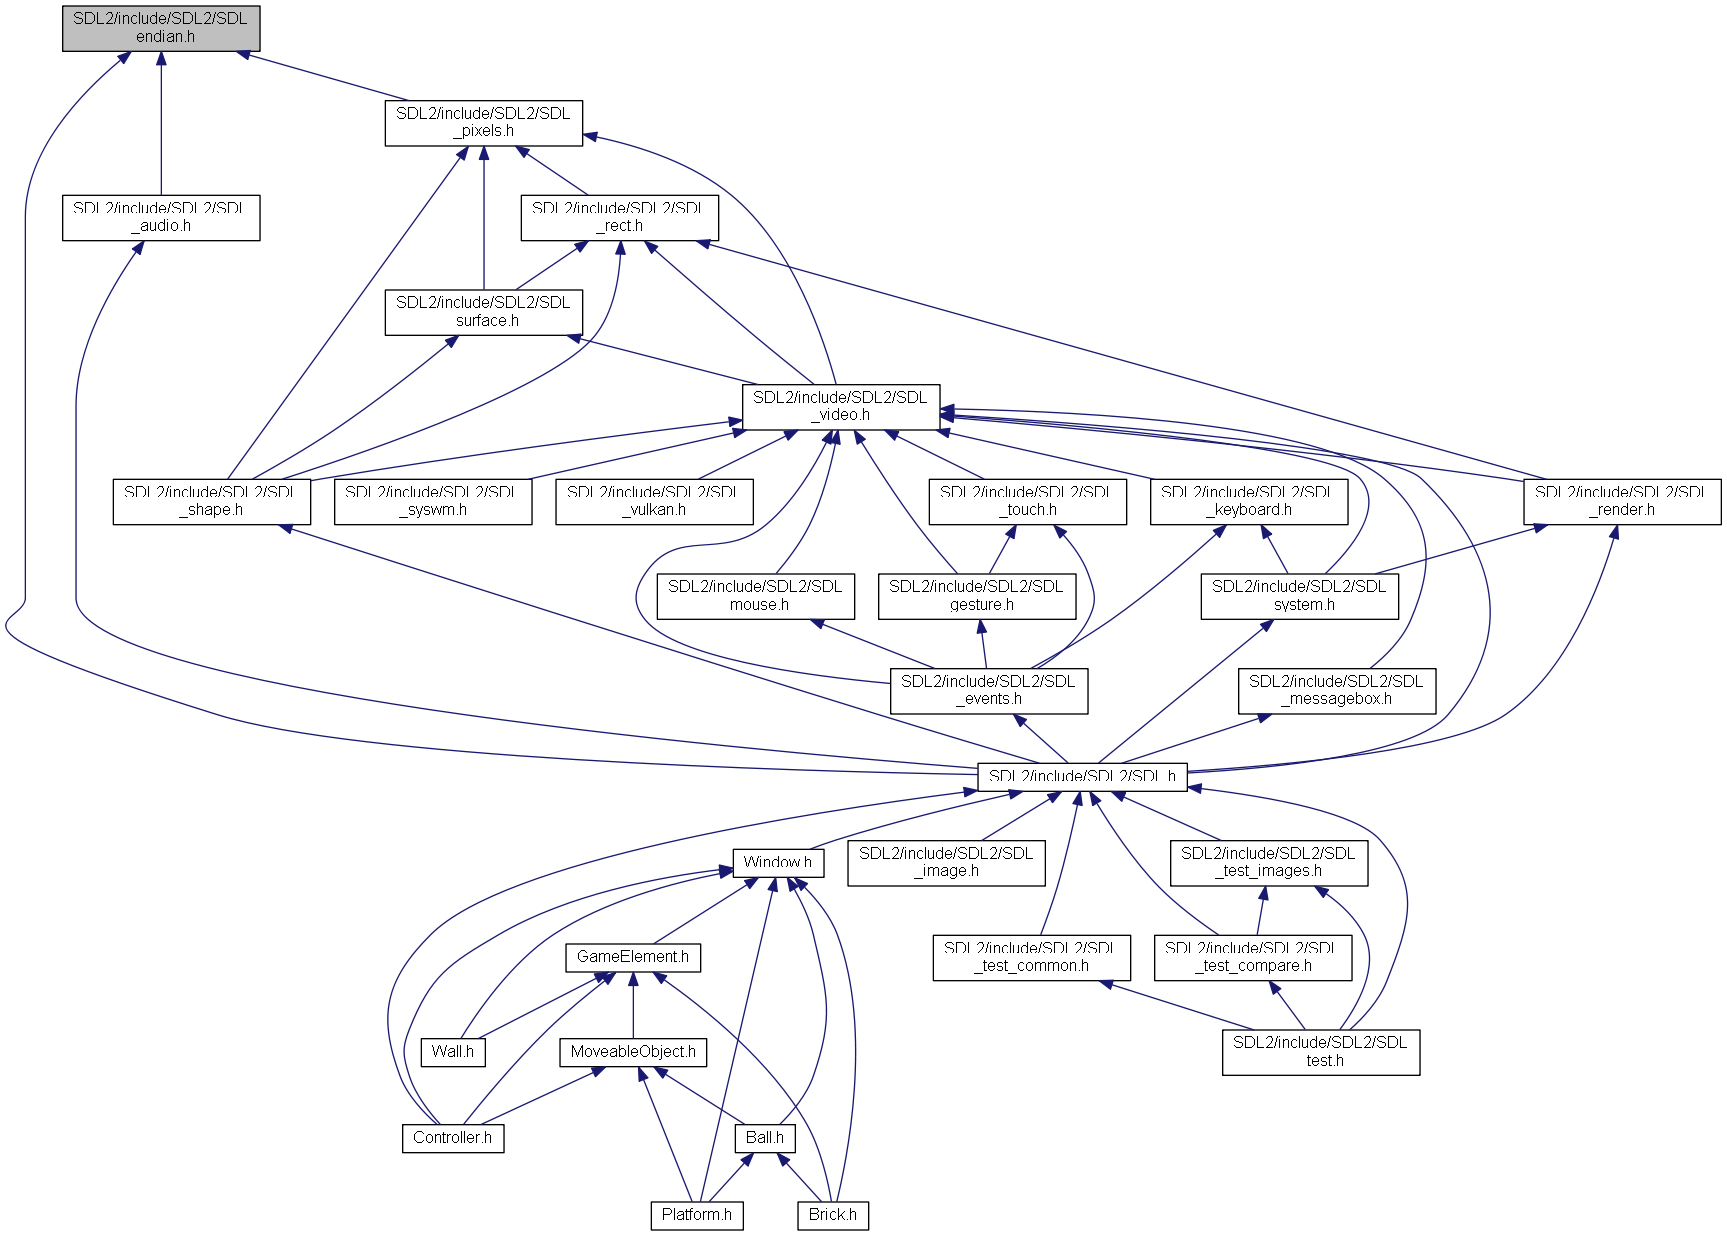 SDL2/include/SDL2/SDL
endian.h
SDL2/include/SDL2/SDL
_pixels.h
SDL2/include/SDL2/SDL
_audio.h
SDL2/include/SDL2/SDL
_rect.h
SDL2/include/SDL2/SDL
surface.h
SDL2/include/SDL2/SDL
_video.h
SDL2/include/SDL2/SDL
_shape.h
SDL2/include/SDL2/SDL
_syswm.h
SDL2/include/SDL2/SDL
_vulkan.h
SDL2/include/SDL2/SDL
_touch.h
SDL2/include/SDL2/SDL
_keyboard.h
SDL2/include/SDL2/SDL
_render.h
SDL2/include/SDL2/SDL
mouse.h
SDL2/include/SDL2/SDL
gesture.h
SDL2/include/SDL2/SDL
system.h
SDL2/include/SDL2/SDL
_events.h
SDL2/include/SDL2/SDL
_messagebox.h
SDL2/include/SDL2/SDL.h
Window.h
SDL2/include/SDL2/SDL
_image.h
SDL2/include/SDL2/SDL
_test_images.h
GameElement.h
SDL2/include/SDL2/SDL
_test_common.h
SDL2/include/SDL2/SDL
_test_compare.h
Wall.h
MoveableObject.h
SDL2/include/SDL2/SDL
test.h
Controller.h
Ball.h
Platform.h
Brick.h